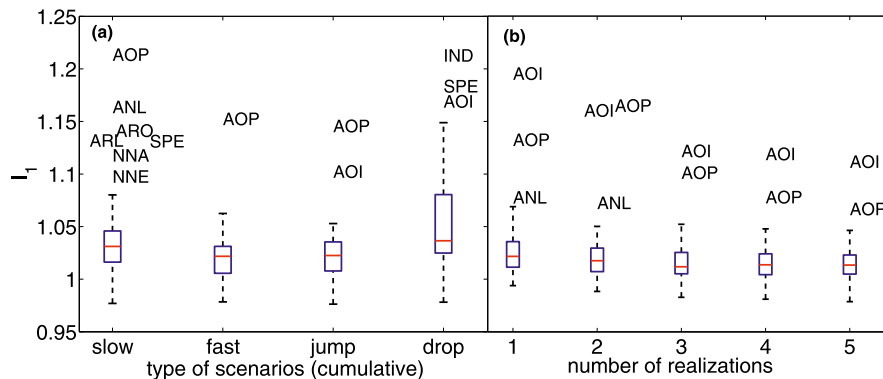 1.25
1.2
1.15
1.1
1.05
1
0.95
I1
(a)
AOP
ANL
ARO
ARL
SPE
NNA
NNE
AOP
AOP
AOI
IND
SPE
AOI
slow
fast
jump
drop
type of scenarios (cumulative)
(b)
AOI
AOP
ANL
AOI
AOP
ANL
AOI
AOP
AOI
AOP
AOI
AOP
1
2
3
4
5
number of realizations